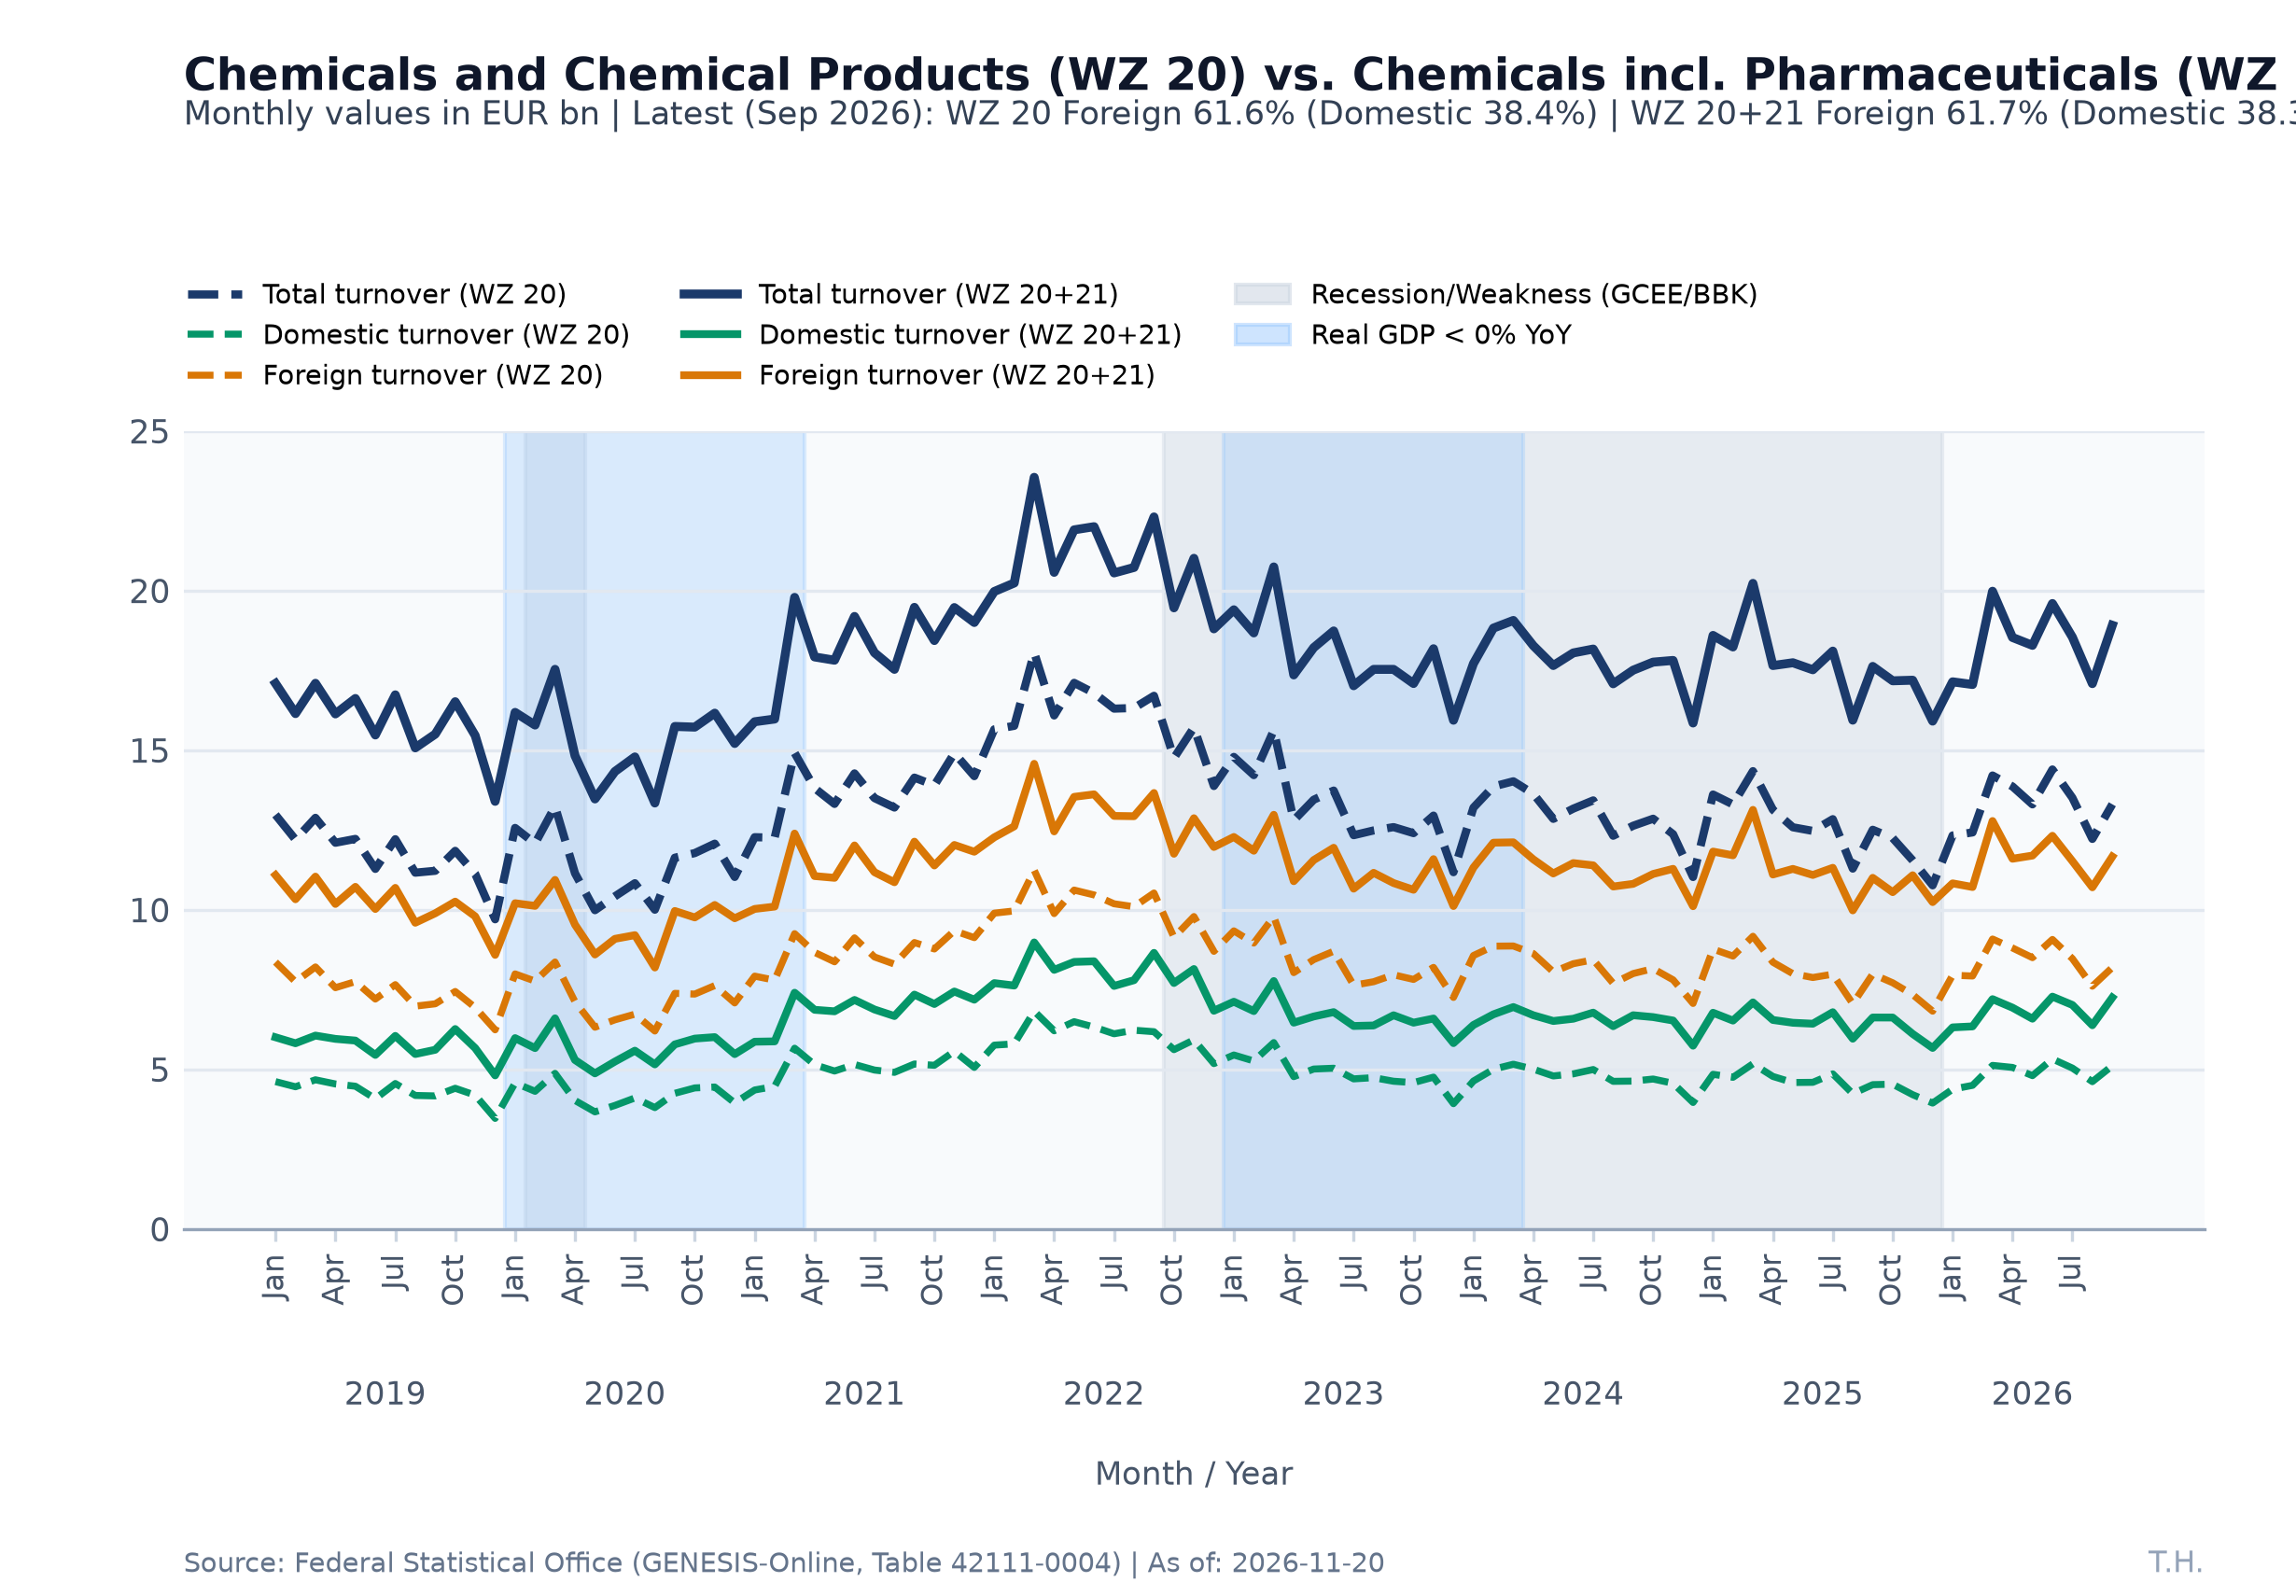 Chemicals and Chemical Products (WZ 20) vs. Chemicals incl. Pharmaceuticals (WZ
Monthly values in EUR bn | Latest (Sep 2026): WZ 20 Foreign 61.6% (Domestic 38.4%) | WZ 20+21 Foreign 61.7% (Domestic 38.3
Total turnover (WZ 20)
Total turnover (WZ 20+21)
Recession/Weakness (GCEE/BBK)
Domestic turnover (WZ 20)
Domestic turnover (WZ 20+21)
Real GDP < 0% YoY
Foreign turnover (WZ 20)
Foreign turnover (WZ 20+21)
25
20
15
10
5
0
Jan Apr Jul Oct Jan Apr Jul Oct Jan Apr Jul Oct Jan Apr Jul Oct Jan Apr Jul Oct Jan Apr Jul Oct Jan Apr Jul Oct Jan Apr Jul
2019 2020 2021 2022 2023 2024 2025 2026
Month / Year
Source: Federal Statistical Office (GENESIS-Online, Table 42111-0004) | As of: 2026-11-20
T.H.